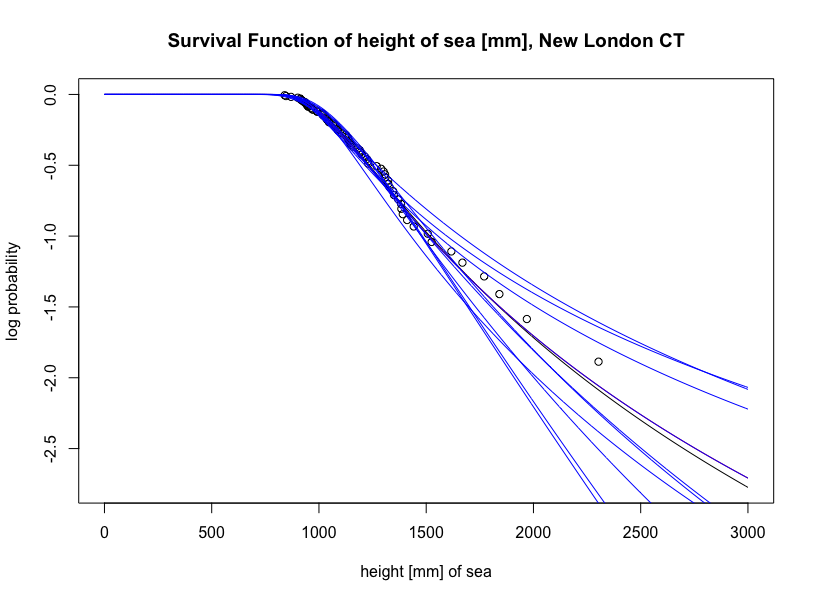 Survival Function of height of sea [mm], New London CT
log probability
0.0
-0.5
-1.0
-1.5
-2.0
-2.5
0 500 1000 1500 2000 2500 3000
height [mm] of sea